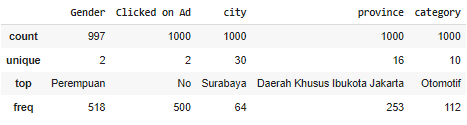 Gender Clicked on Ad city province category
count 997 1000 1000 1000 1000
unique 2 2 30 16 10
top Perempuan No Surabaya Daerah Khusus Ibukota Jakarta Otomotif
freq 518 500 64 253 112